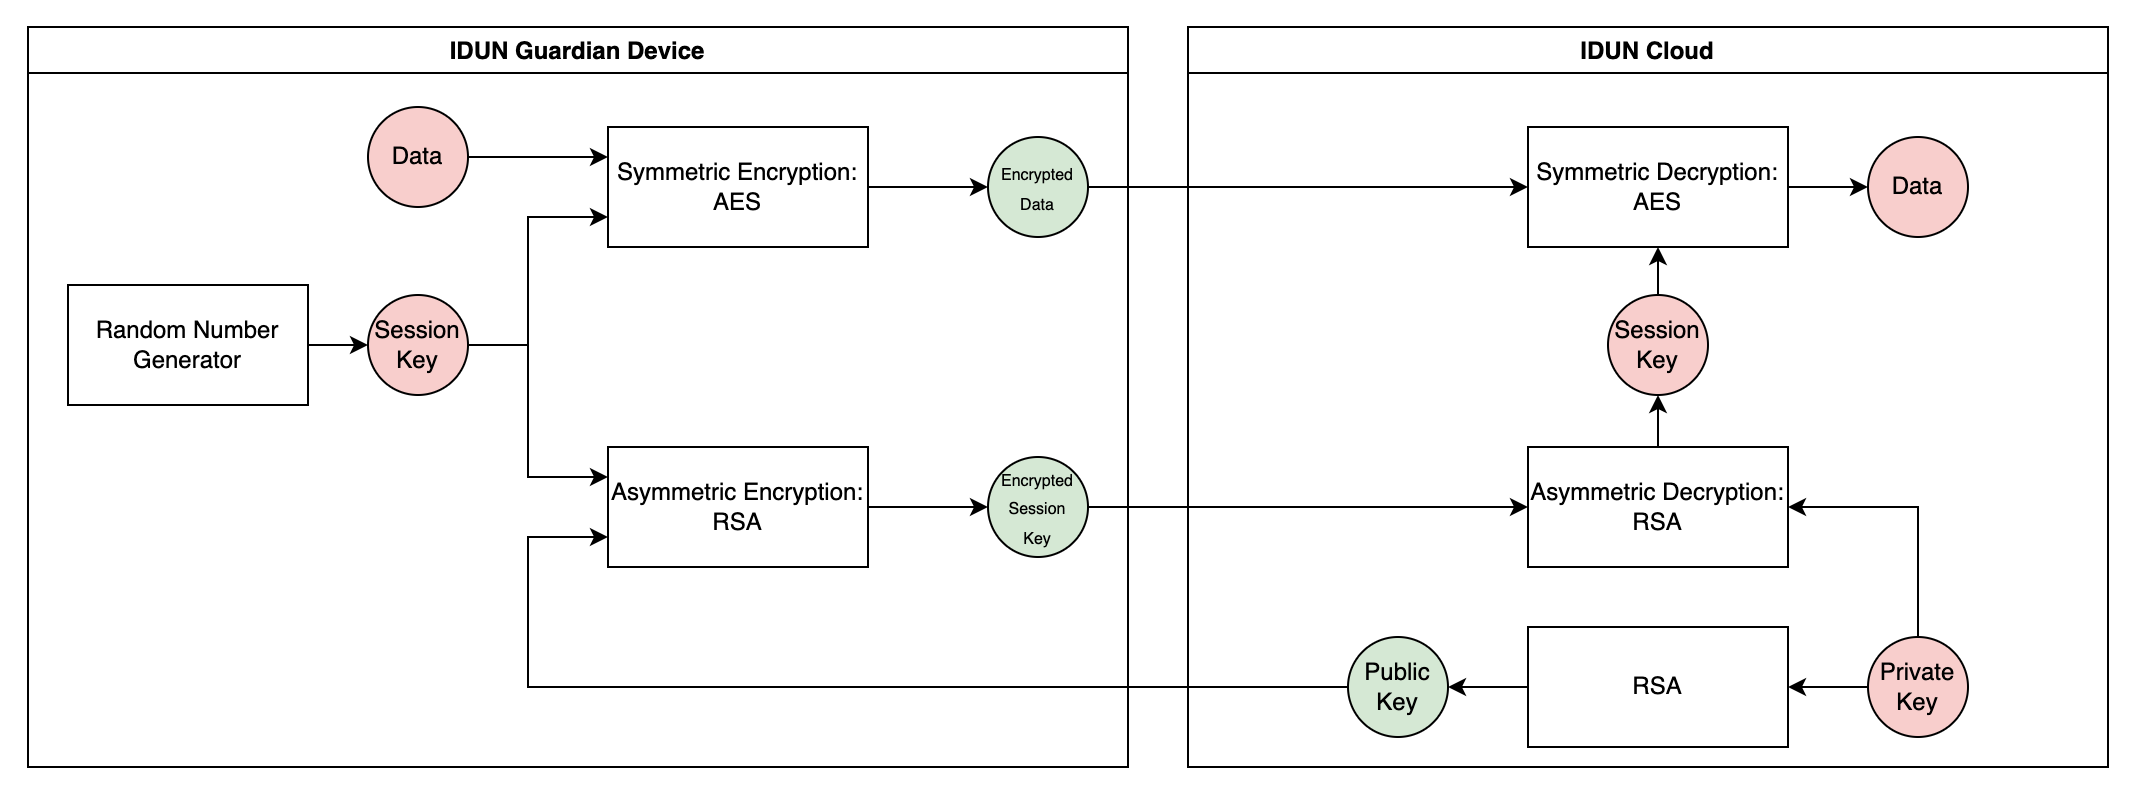 IDUN Guardian Device
IDUN Cloud
Data
Symmetric Encryption:
AES
Encrypted
Data
Symmetric Decryption:
AES
Data
Random Number
Generator
Session
Key
Session
Key
Asymmetric Encryption:
RSA
Encrypted
Session
Key
Asymmetric Decryption:
RSA
Public
Key
RSA
Private
Key